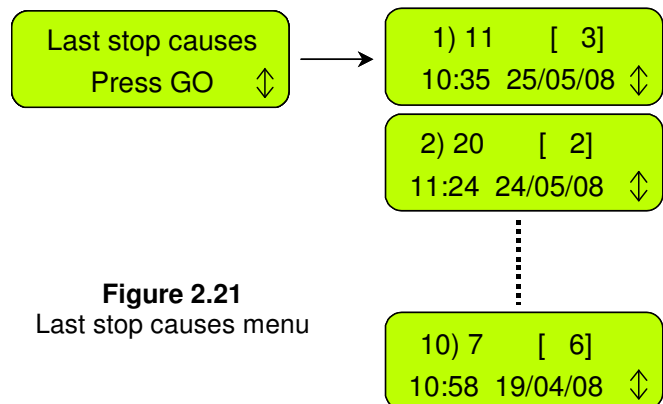 Last stop causes
Press GO ↕
1) 11 [ 3]
10:35 25/05/08 ↕
2) 20 [ 2]
11:24 24/05/08 ↕
10) 7 [ 6]
10:58 19/04/08 ↕
Figure 2.21
Last stop causes menu